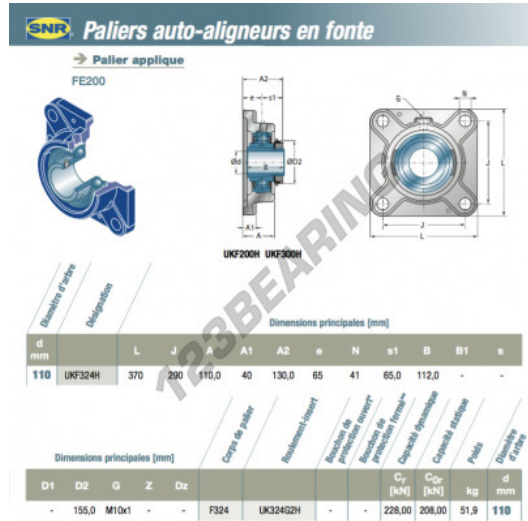 SNR Paliers auto-aligneurs en fonte
Palier applique
FE200
A2
e s1
N
G
Ød
B
ØD2
J
L
A1
A
J
L
UKF200H UKF300H
123BEARING
Diamètre d'arbre
Désignation
Dimensions principales [mm]
d mm L J A A1 A2 e N s1 B B1 s
110 UKF324H 370 290 110,0 40 130,0 65 41 65,0 112,0 - -
Dimensions principales [mm]
Corps de palier
Roulement-insert
Bouchon de protection ouvert*
Bouchon de protection fermé**
Capacité dynamique
Capacité statique
Poids
Diamètre d'arbre
D1 D2 G Z Dz Cr [kN] C0r [kN] kg d mm
- 155,0 M10x1 - - F324 UK324G2H - - 228,00 208,00 51,9 110